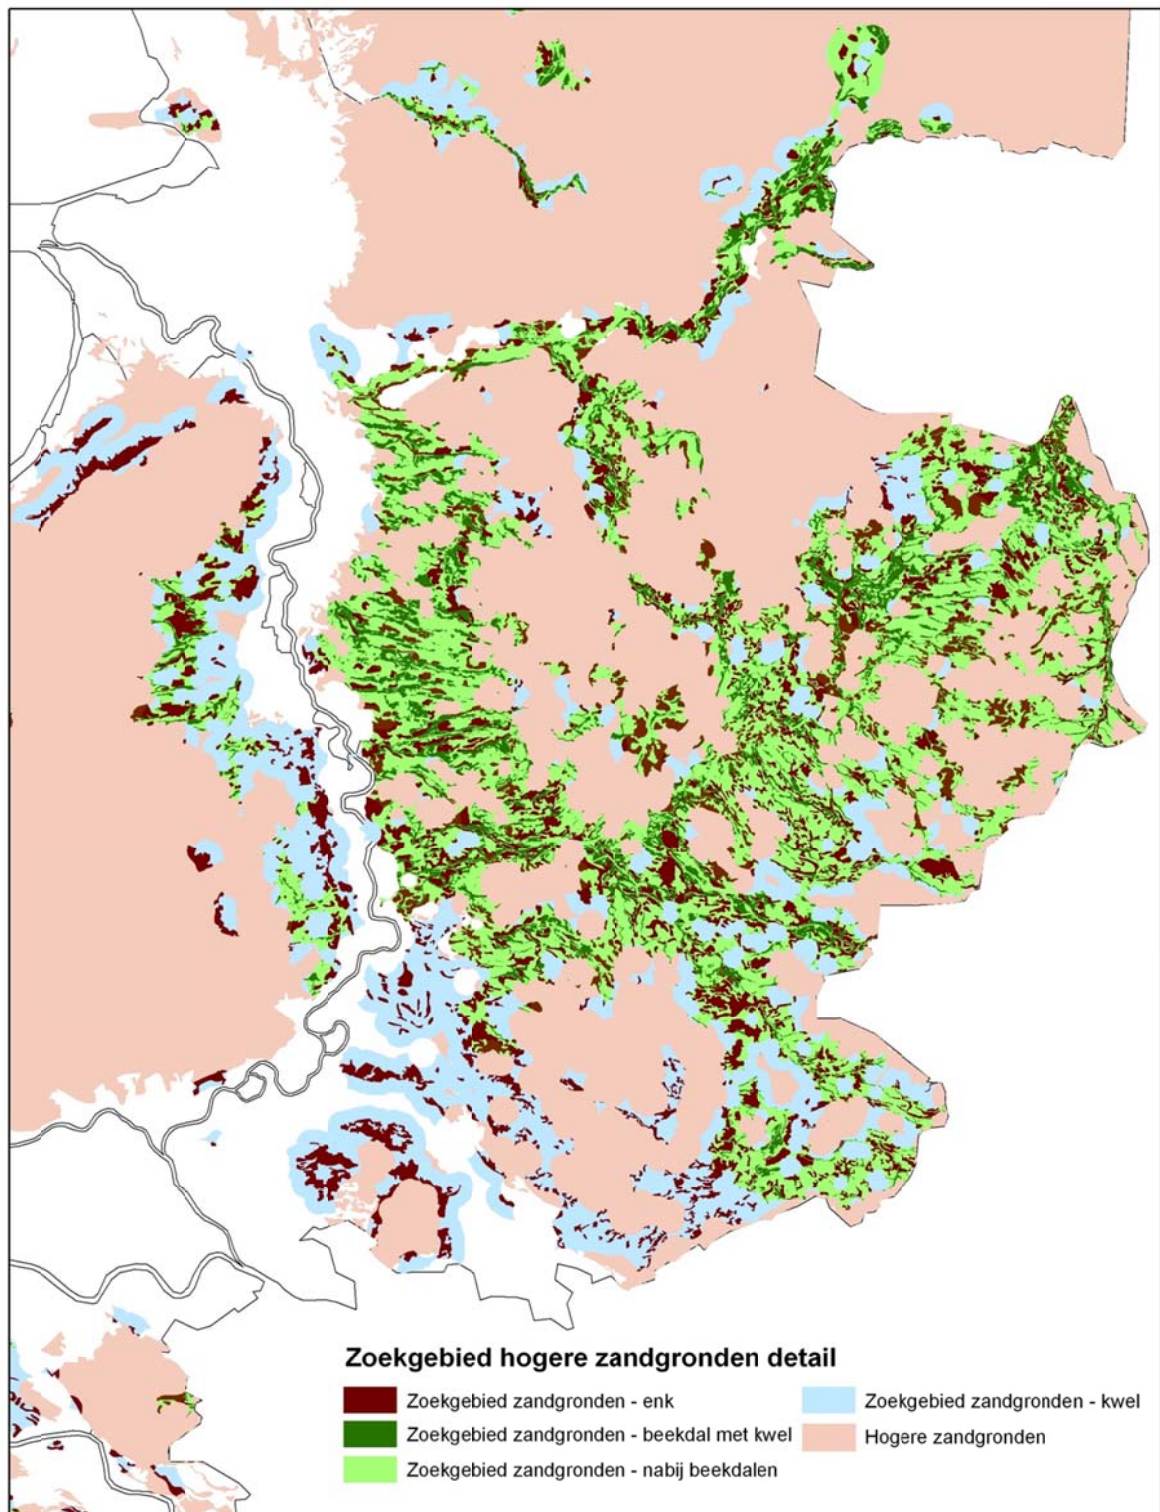 Zoekgebied hogere zandgronden detail
Zoekgebied zandgronden - enk
Zoekgebied zandgronden - beekdal met kwel
Zoekgebied zandgronden - nabij beekdalen
Zoekgebied zandgronden - kwel
Hogere zandgronden